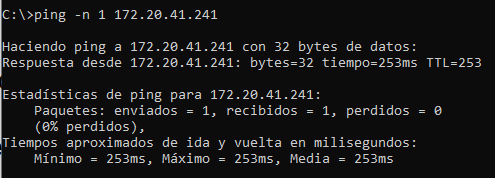 C:\>ping -n 1 172.20.41.241
Haciendo ping a 172.20.41.241 con 32 bytes de datos:
Respuesta desde 172.20.41.241: bytes=32 tiempo=253ms TTL=253
Estadísticas de ping para 172.20.41.241:
    Paquetes: enviados = 1, recibidos = 1, perdidos = 0
    (0% perdidos),
Tiempos aproximados de ida y vuelta en milisegundos:
    Mínimo = 253ms, Máximo = 253ms, Media = 253ms